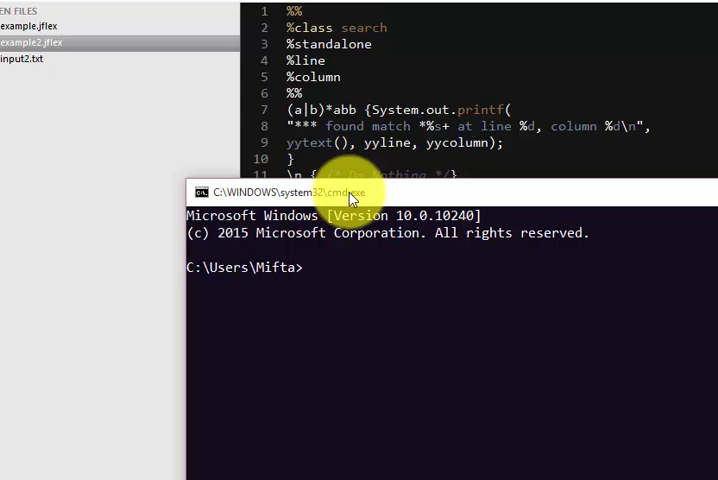 EN FILES
example.jflex
example2.jflex
input2.txt
1 %%
2 %class search
3 %standalone
4 %line
5 %column
6 %%
7 (a|b)*abb {System.out.printf(
8 "*** found match *%s+ at line %d, column %d\n",
9 yytext(), yyline, yycolumn);
10 }
11 \n { /* Do Nothing */}
C:\WINDOWS\system32\cmd.exe
Microsoft Windows [Version 10.0.10240]
(c) 2015 Microsoft Corporation. All rights reserved.
C:\Users\Mifta>